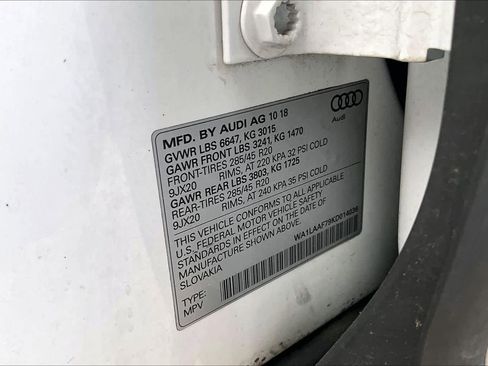 MFD. BY AUDI AG 10 18
GVWR LBS 6647, KG 3015
GAWR FRONT LBS 3241, KG 1470
FRONT-TIRES 285/45 R20
9JX20 RIMS, AT 220 KPA 32 PSI COLD
GAWR REAR LBS 3803, KG 1725
REAR-TIRES 285/45 R20
9JX20 RIMS, AT 240 KPA 35 PSI COLD
THIS VEHICLE CONFORMS TO ALL APPLICABLE
U.S. FEDERAL MOTOR VEHICLE SAFETY
STANDARDS IN EFFECT ON THE DATE OF
MANUFACTURE SHOWN ABOVE.
SLOVAKIA
WA1LAAF79KD014036
TYPE:
MPV
Audi